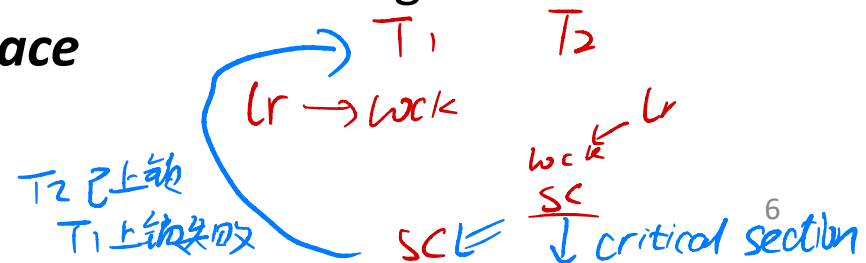 ace
T1 T2
lr → lock lr
lock
T2 已上锁 SC
6
T1 上锁失败 SC critical section